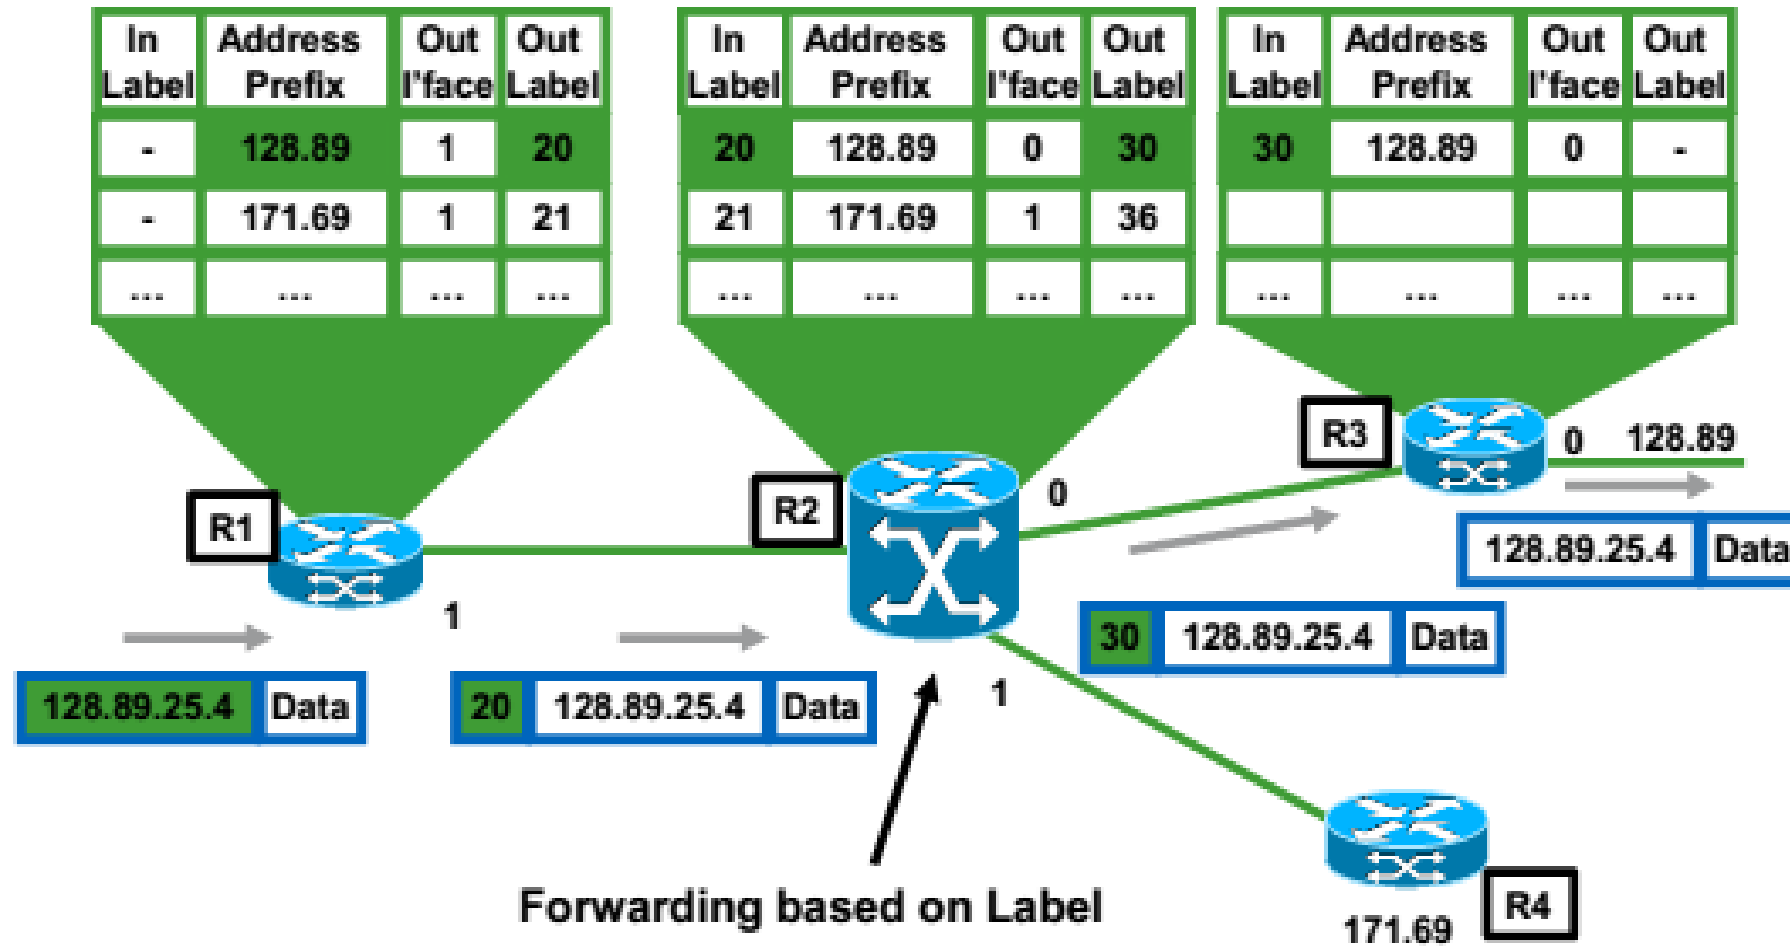 In Address Out Out
Label Prefix I'face Label
- 128.89 1 20
- 171.69 1 21
... ... ... ...
In Address Out Out
Label Prefix I'face Label
20 128.89 0 30
21 171.69 1 36
... ... ... ...
In Address Out Out
Label Prefix I'face Label
30 128.89 0 -
... ... ... ...
R1
R2
R3
0 128.89
0
1
128.89.25.4 Data
30 128.89.25.4 Data
128.89.25.4 Data
20 128.89.25.4 Data
1
Forwarding based on Label
R4
171.69